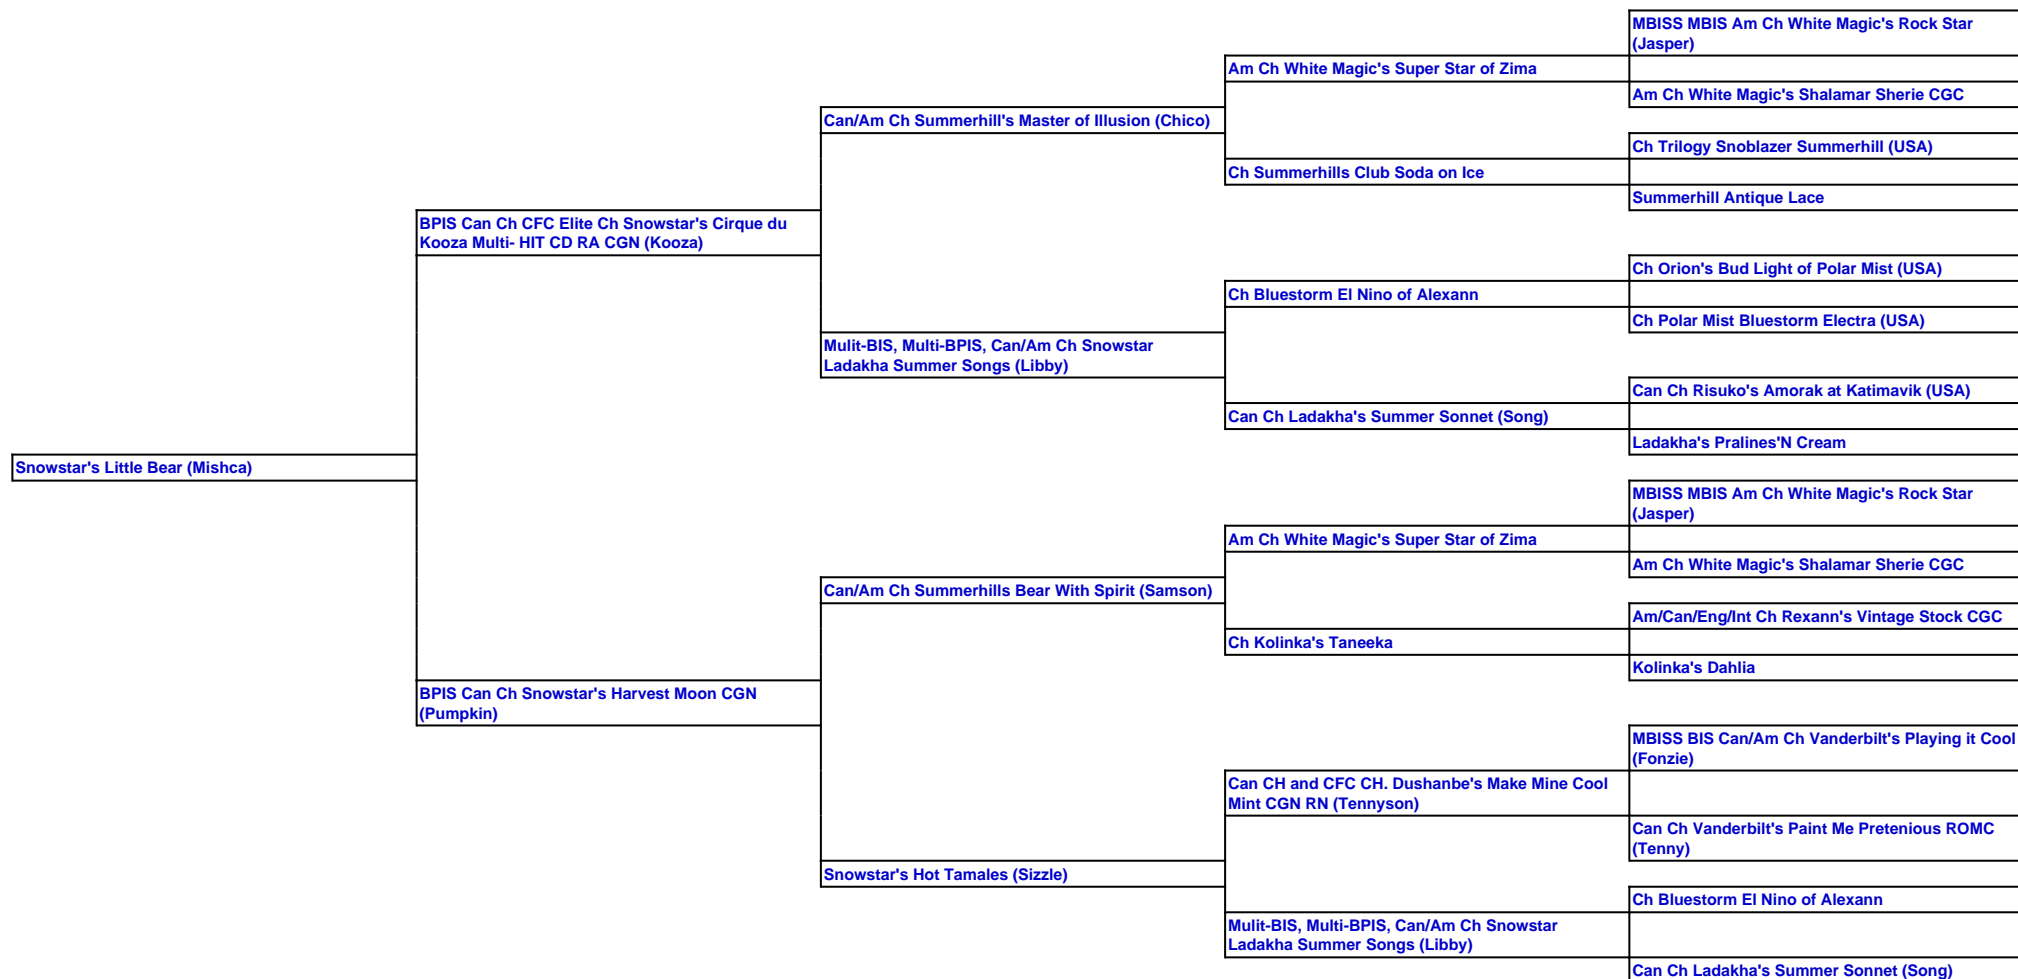 MBISS MBIS Am Ch White Magic's Rock Star
(Jasper)
Am Ch White Magic's Super Star of Zima
Am Ch White Magic's Shalamar Sherie CGC
Can/Am Ch Summerhill's Master of Illusion (Chico)
Ch Trilogy Snoblazer Summerhill (USA)
Ch Summerhills Club Soda on Ice
Summerhill Antique Lace
BPIS Can Ch CFC Elite Ch Snowstar's Cirque du
Kooza Multi- HIT CD RA CGN (Kooza)
Ch Orion's Bud Light of Polar Mist (USA)
Ch Bluestorm El Nino of Alexann
Ch Polar Mist Bluestorm Electra (USA)
Mulit-BIS, Multi-BPIS, Can/Am Ch Snowstar
Ladakha Summer Songs (Libby)
Can Ch Risuko's Amorak at Katimavik (USA)
Can Ch Ladakha's Summer Sonnet (Song)
Ladakha's Pralines'N Cream
Snowstar's Little Bear (Mishca)
MBISS MBIS Am Ch White Magic's Rock Star
(Jasper)
Am Ch White Magic's Super Star of Zima
Am Ch White Magic's Shalamar Sherie CGC
Can/Am Ch Summerhills Bear With Spirit (Samson)
Am/Can/Eng/Int Ch Rexann's Vintage Stock CGC
Ch Kolinka's Taneeka
Kolinka's Dahlia
BPIS Can Ch Snowstar's Harvest Moon CGN
(Pumpkin)
MBISS BIS Can/Am Ch Vanderbilt's Playing it Cool
(Fonzie)
Can CH and CFC CH. Dushanbe's Make Mine Cool
Mint CGN RN (Tennyson)
Can Ch Vanderbilt's Paint Me Pretenious ROMC
(Tenny)
Snowstar's Hot Tamales (Sizzle)
Ch Bluestorm El Nino of Alexann
Mulit-BIS, Multi-BPIS, Can/Am Ch Snowstar
Ladakha Summer Songs (Libby)
Can Ch Ladakha's Summer Sonnet (Song)